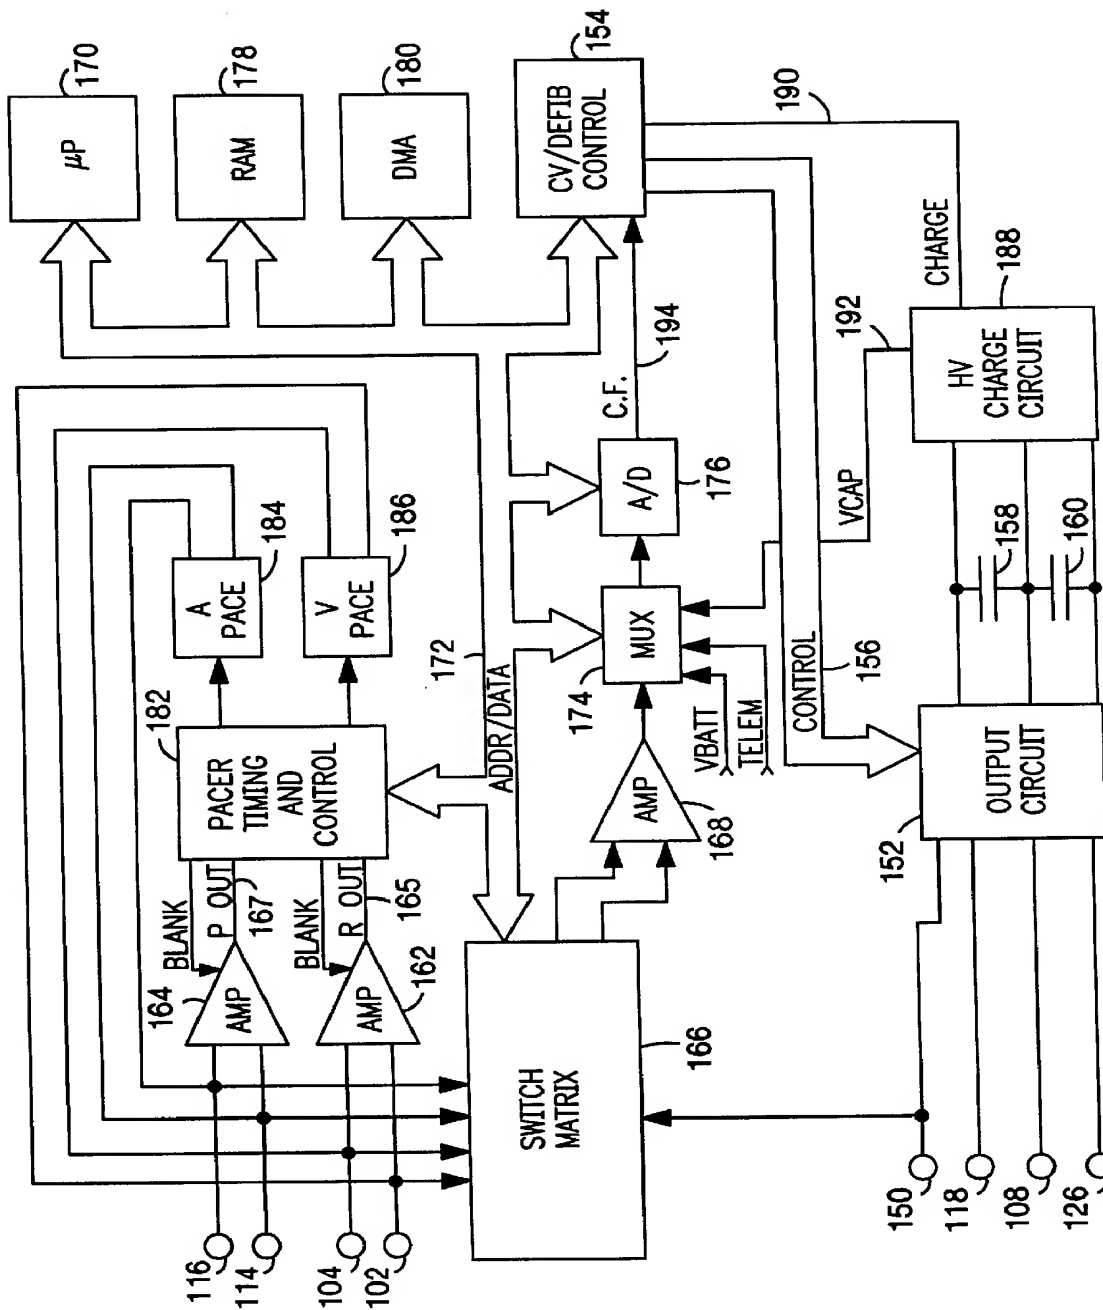 μP
170
RAM
178
DMA
180
CV/DEFIB
CONTROL
154
190
CHARGE
HV
CHARGE
CIRCUIT
188
192
VCAP
C.F.
194
A/D
176
MUX
174
AMP
168
VBATT
TELEM
CONTROL
156
158
160
OUTPUT
CIRCUIT
152
A
PACE
184
V
PACE
186
172
ADDR/DATA
PACER
TIMING
AND
CONTROL
182
BLANK
P OUT
167
BLANK
R OUT
165
AMP
164
AMP
162
SWITCH
MATRIX
166
116
114
104
102
150
118
108
126